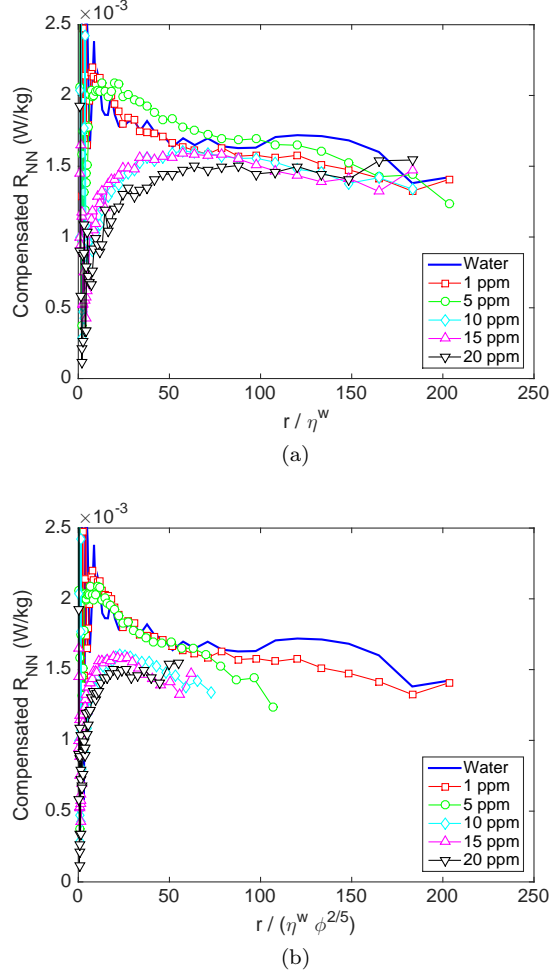 ×10⁻³
2.5
2
1.5
1
0.5
0
Compensated R_NN (W/kg)
Water
1 ppm
5 ppm
10 ppm
15 ppm
20 ppm
0 50 100 150 200 250
r / η^w
(a)
×10⁻³
2.5
2
1.5
1
0.5
0
Compensated R_NN (W/kg)
Water
1 ppm
5 ppm
10 ppm
15 ppm
20 ppm
0 50 100 150 200 250
r / (η^w ϕ^2/5)
(b)